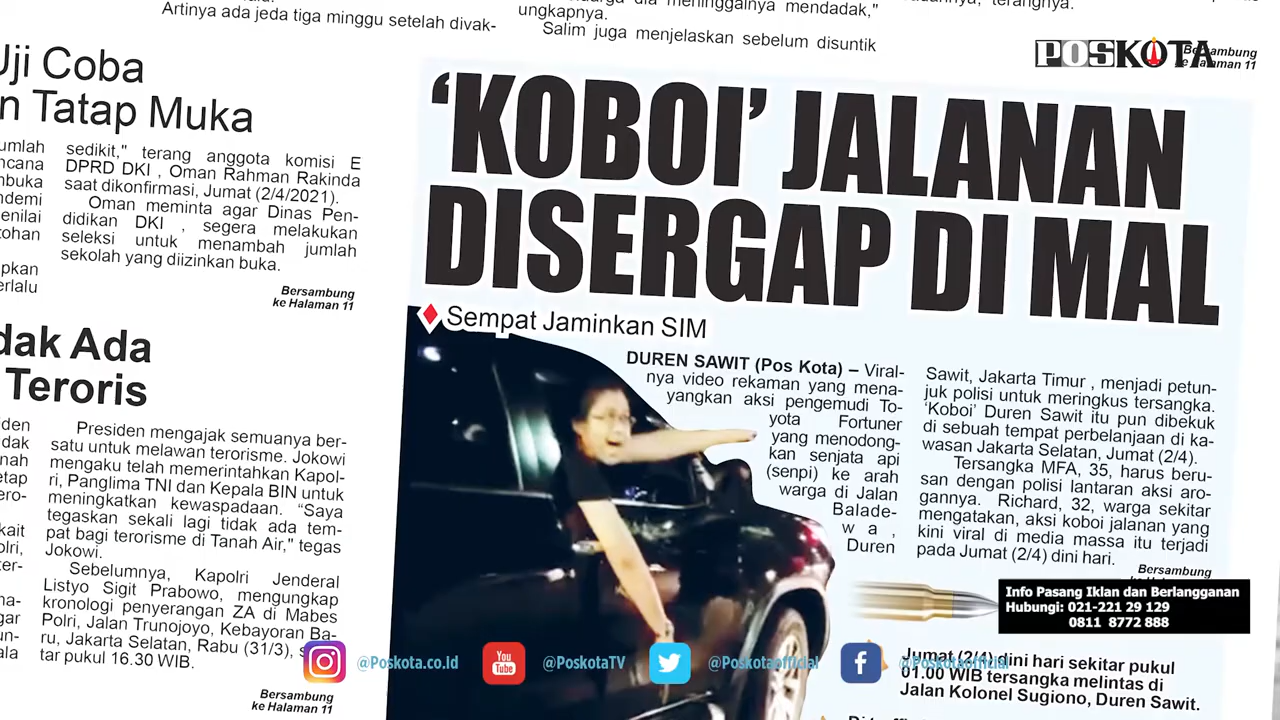 Artinya ada jeda tiga minggu setelah divak-
ungkapnya.
Salim juga menjelaskan sebelum disuntik
terangnya.
POSKOTA
Bersambung
ke Halaman 11
Uji Coba
n Tatap Muka
sedikit," terang anggota komisi E
DPRD DKI , Oman Rahman Rakinda
saat dikonfirmasi, Jumat (2/4/2021).
Oman meminta agar Dinas Pen-
didikan DKI , segera melakukan
seleksi untuk menambah jumlah
sekolah yang diizinkan buka.
Bersambung
ke Halaman 11
dak Ada
Teroris
Presiden mengajak semuanya ber-
satu untuk melawan terorisme. Jokowi
mengaku telah memerintahkan Kapol-
ri, Panglima TNI dan Kepala BIN untuk
meningkatkan kewaspadaan. “Saya
tegaskan sekali lagi tidak ada tem-
pat bagi terorisme di Tanah Air," tegas
Jokowi.
Sebelumnya, Kapolri Jenderal
Listyo Sigit Prabowo, mengungkap
kronologi penyerangan ZA di Mabes
Polri, Jalan Trunojoyo, Kebayoran Ba-
ru, Jakarta Selatan, Rabu (31/3),
tar pukul 16.30 WIB.
Bersambung
ke Halaman 11
‘KOBOI’ JALANAN
DISERGAP DI MAL
Sempat Jaminkan SIM
DUREN SAWIT (Pos Kota) – Viral-
nya video rekaman yang mena-
yangkan aksi pengemudi To-
yota Fortuner
yang menodong-
kan senjata api
(senpi) ke arah
warga di Jalan
Balade-
w a ,
Duren
Sawit, Jakarta Timur , menjadi petun-
juk polisi untuk meringkus tersangka.
‘Koboi’ Duren Sawit itu pun dibekuk
di sebuah tempat perbelanjaan di ka-
wasan Jakarta Selatan, Jumat (2/4).
Tersangka MFA, 35, harus beru-
san dengan polisi lantaran aksi aro-
gannya. Richard, 32, warga sekitar
mengatakan, aksi koboi jalanan yang
kini viral di media massa itu terjadi
pada Jumat (2/4) dini hari.
Bersambung
Info Pasang Iklan dan Berlangganan
Hubungi: 021-221 29 129
0811 8772 888
Jumat (2/4) dini hari sekitar pukul
01.00 WIB tersangka melintas di
Jalan Kolonel Sugiono, Duren Sawit.
@Poskota.co.id
You Tube
@PoskotaTV
@Poskotaofficial
@Poskotaofficial